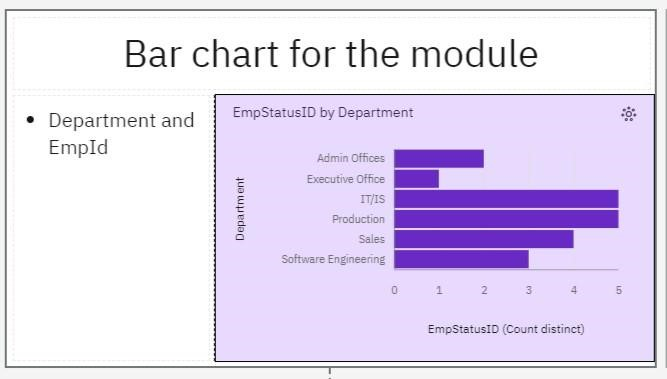 Bar chart for the module
Department and
EmpId
EmpStatusID by Department
Department
Admin Offices
Executive Office
IT/IS
Production
Sales
Software Engineering
0 1 2 3 4 5
EmpStatusID (Count distinct)